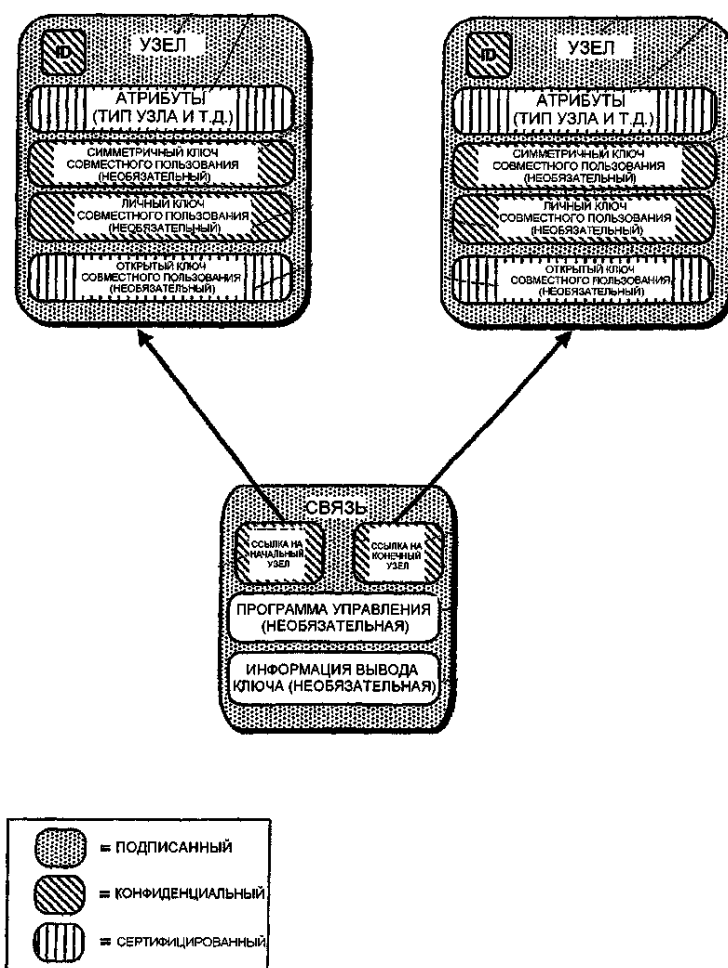 ID
УЗЕЛ
АТРИБУТЫ
(ТИП УЗЛА И Т.Д.)
СИММЕТРИЧНЫЙ КЛЮЧ
СОВМЕСТНОГО ПОЛЬЗОВАНИЯ
(НЕОБЯЗАТЕЛЬНЫЙ)
ЛИЧНЫЙ КЛЮЧ
СОВМЕСТНОГО ПОЛЬЗОВАНИЯ
(НЕОБЯЗАТЕЛЬНЫЙ)
ОТКРЫТЫЙ КЛЮЧ
СОВМЕСТНОГО ПОЛЬЗОВАНИЯ
(НЕОБЯЗАТЕЛЬНЫЙ)
ID
УЗЕЛ
АТРИБУТЫ
(ТИП УЗЛА И Т.Д.)
СИММЕТРИЧНЫЙ КЛЮЧ
СОВМЕСТНОГО ПОЛЬЗОВАНИЯ
(НЕОБЯЗАТЕЛЬНЫЙ)
ЛИЧНЫЙ КЛЮЧ
СОВМЕСТНОГО ПОЛЬЗОВАНИЯ
(НЕОБЯЗАТЕЛЬНЫЙ)
ОТКРЫТЫЙ КЛЮЧ
СОВМЕСТНОГО ПОЛЬЗОВАНИЯ
(НЕОБЯЗАТЕЛЬНЫЙ)
СВЯЗЬ
ССЫЛКА НА
НАЧАЛЬНЫЙ
УЗЕЛ
ССЫЛКА НА
КОНЕЧНЫЙ
УЗЕЛ
ПРОГРАММА УПРАВЛЕНИЯ
(НЕОБЯЗАТЕЛЬНАЯ)
ИНФОРМАЦИЯ ВЫВОДА
КЛЮЧА (НЕОБЯЗАТЕЛЬНАЯ)
= ПОДПИСАННЫЙ
= КОНФИДЕНЦИАЛЬНЫЙ
= СЕРТИФИЦИРОВАННЫЙ